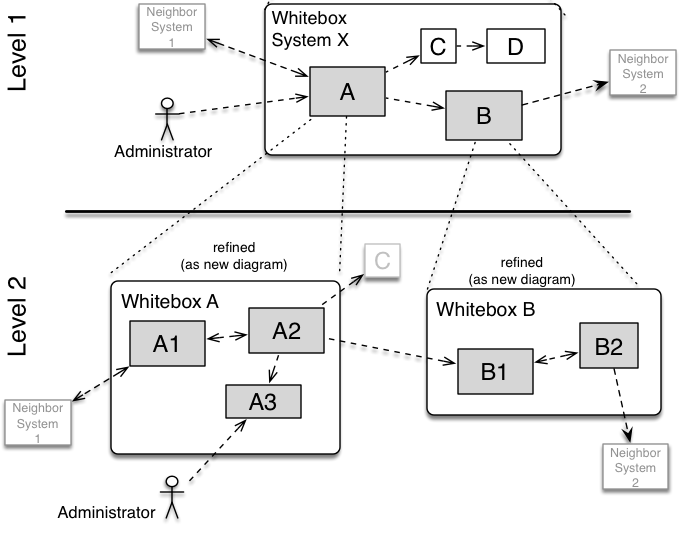 Level 1
Neighbor
System
1
Whitebox
System X
C
D
A
B
Neighbor
System
2
Administrator
Level 2
refined
(as new diagram)
C
refined
(as new diagram)
Whitebox A
A1
A2
A3
Whitebox B
B1
B2
Neighbor
System
1
Neighbor
System
2
Administrator